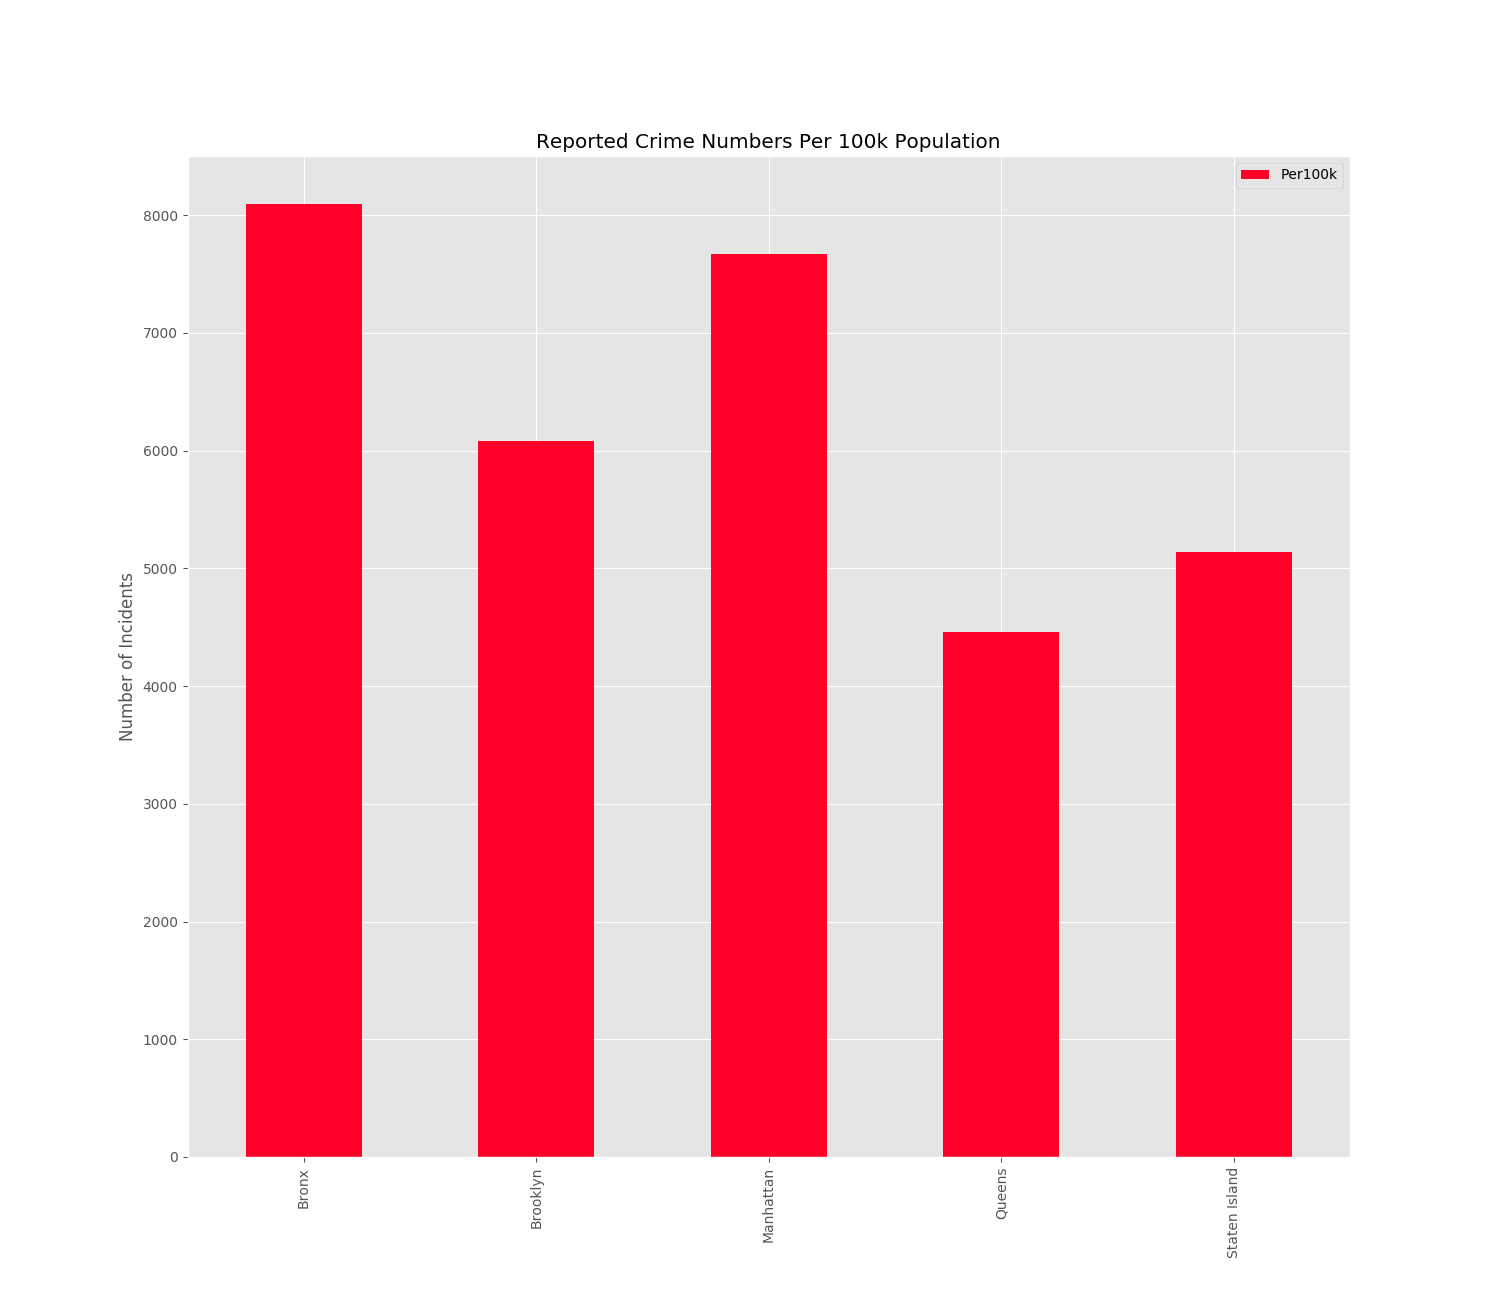 Reported Crime Numbers Per 100k Population
Per100k
8000
7000
6000
5000
4000
3000
2000
1000
0
Number of Incidents
Bronx
Brooklyn
Manhattan
Queens
Staten Island